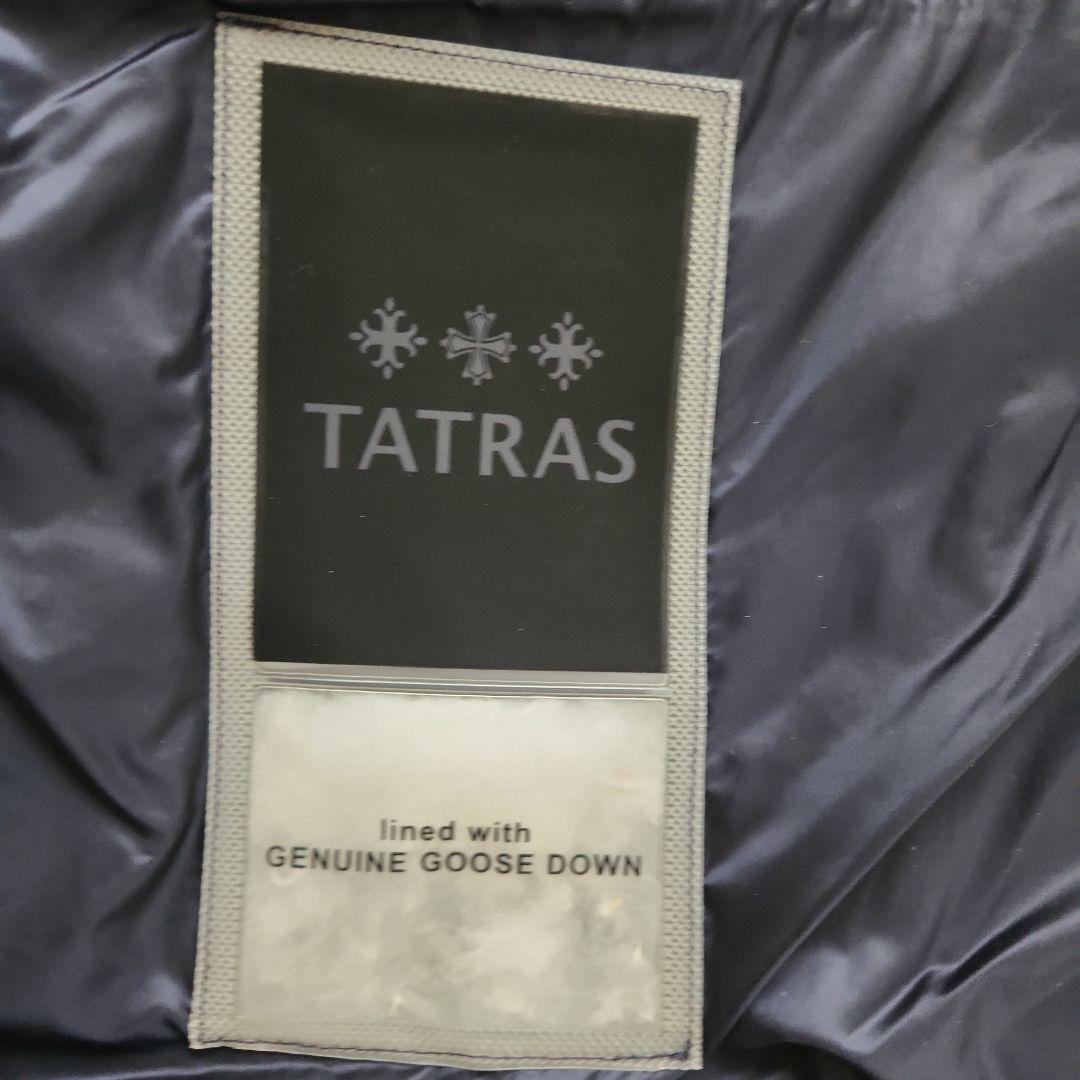 TATRAS
lined with
GENUINE GOOSE DOWN